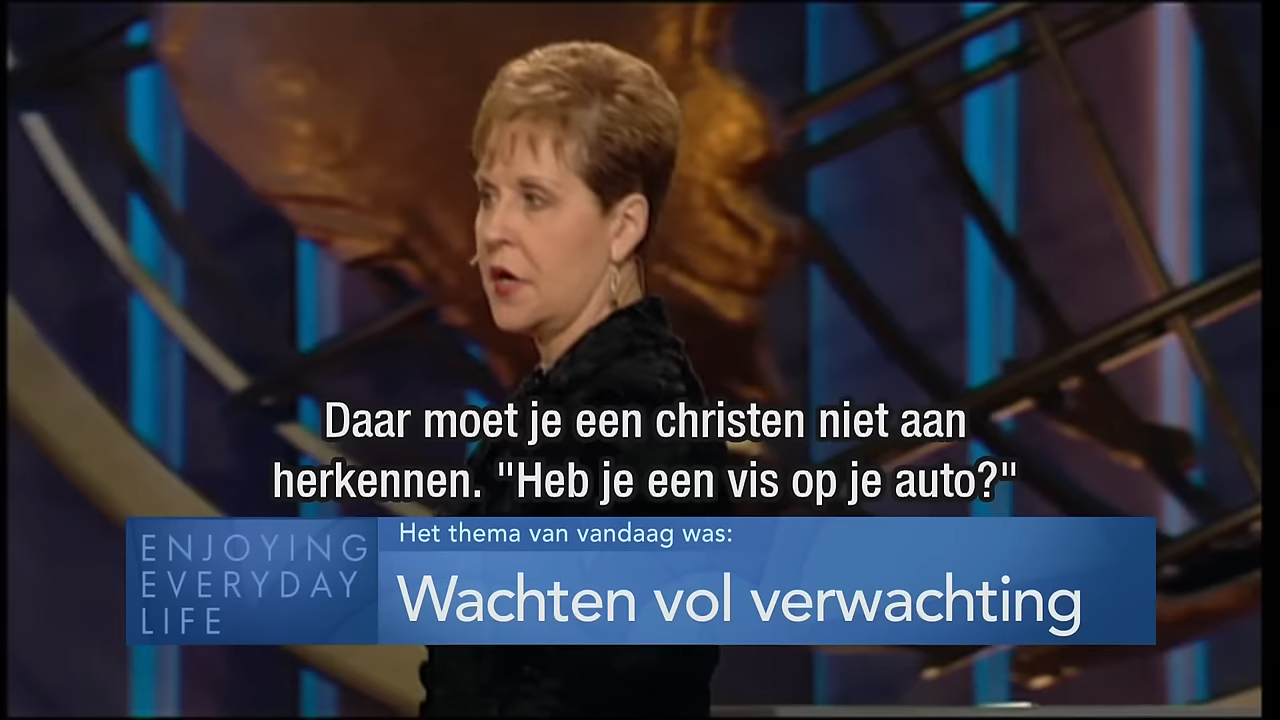 Daar moet je een christen niet aan
herkennen. "Heb je een vis op je auto?"
Het thema van vandaag was:
ENJOYING
EVERYDAY
LIFE
Wachten vol verwachting